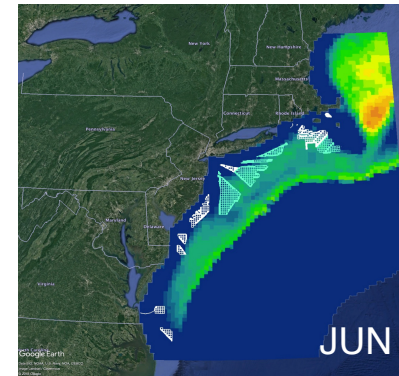 New York
New Hampshire
Massachusetts
Connecticut
Rhode Island
Pennsylvania
New Jersey
Maryland
Delaware
Virginia
Google Earth
JUN